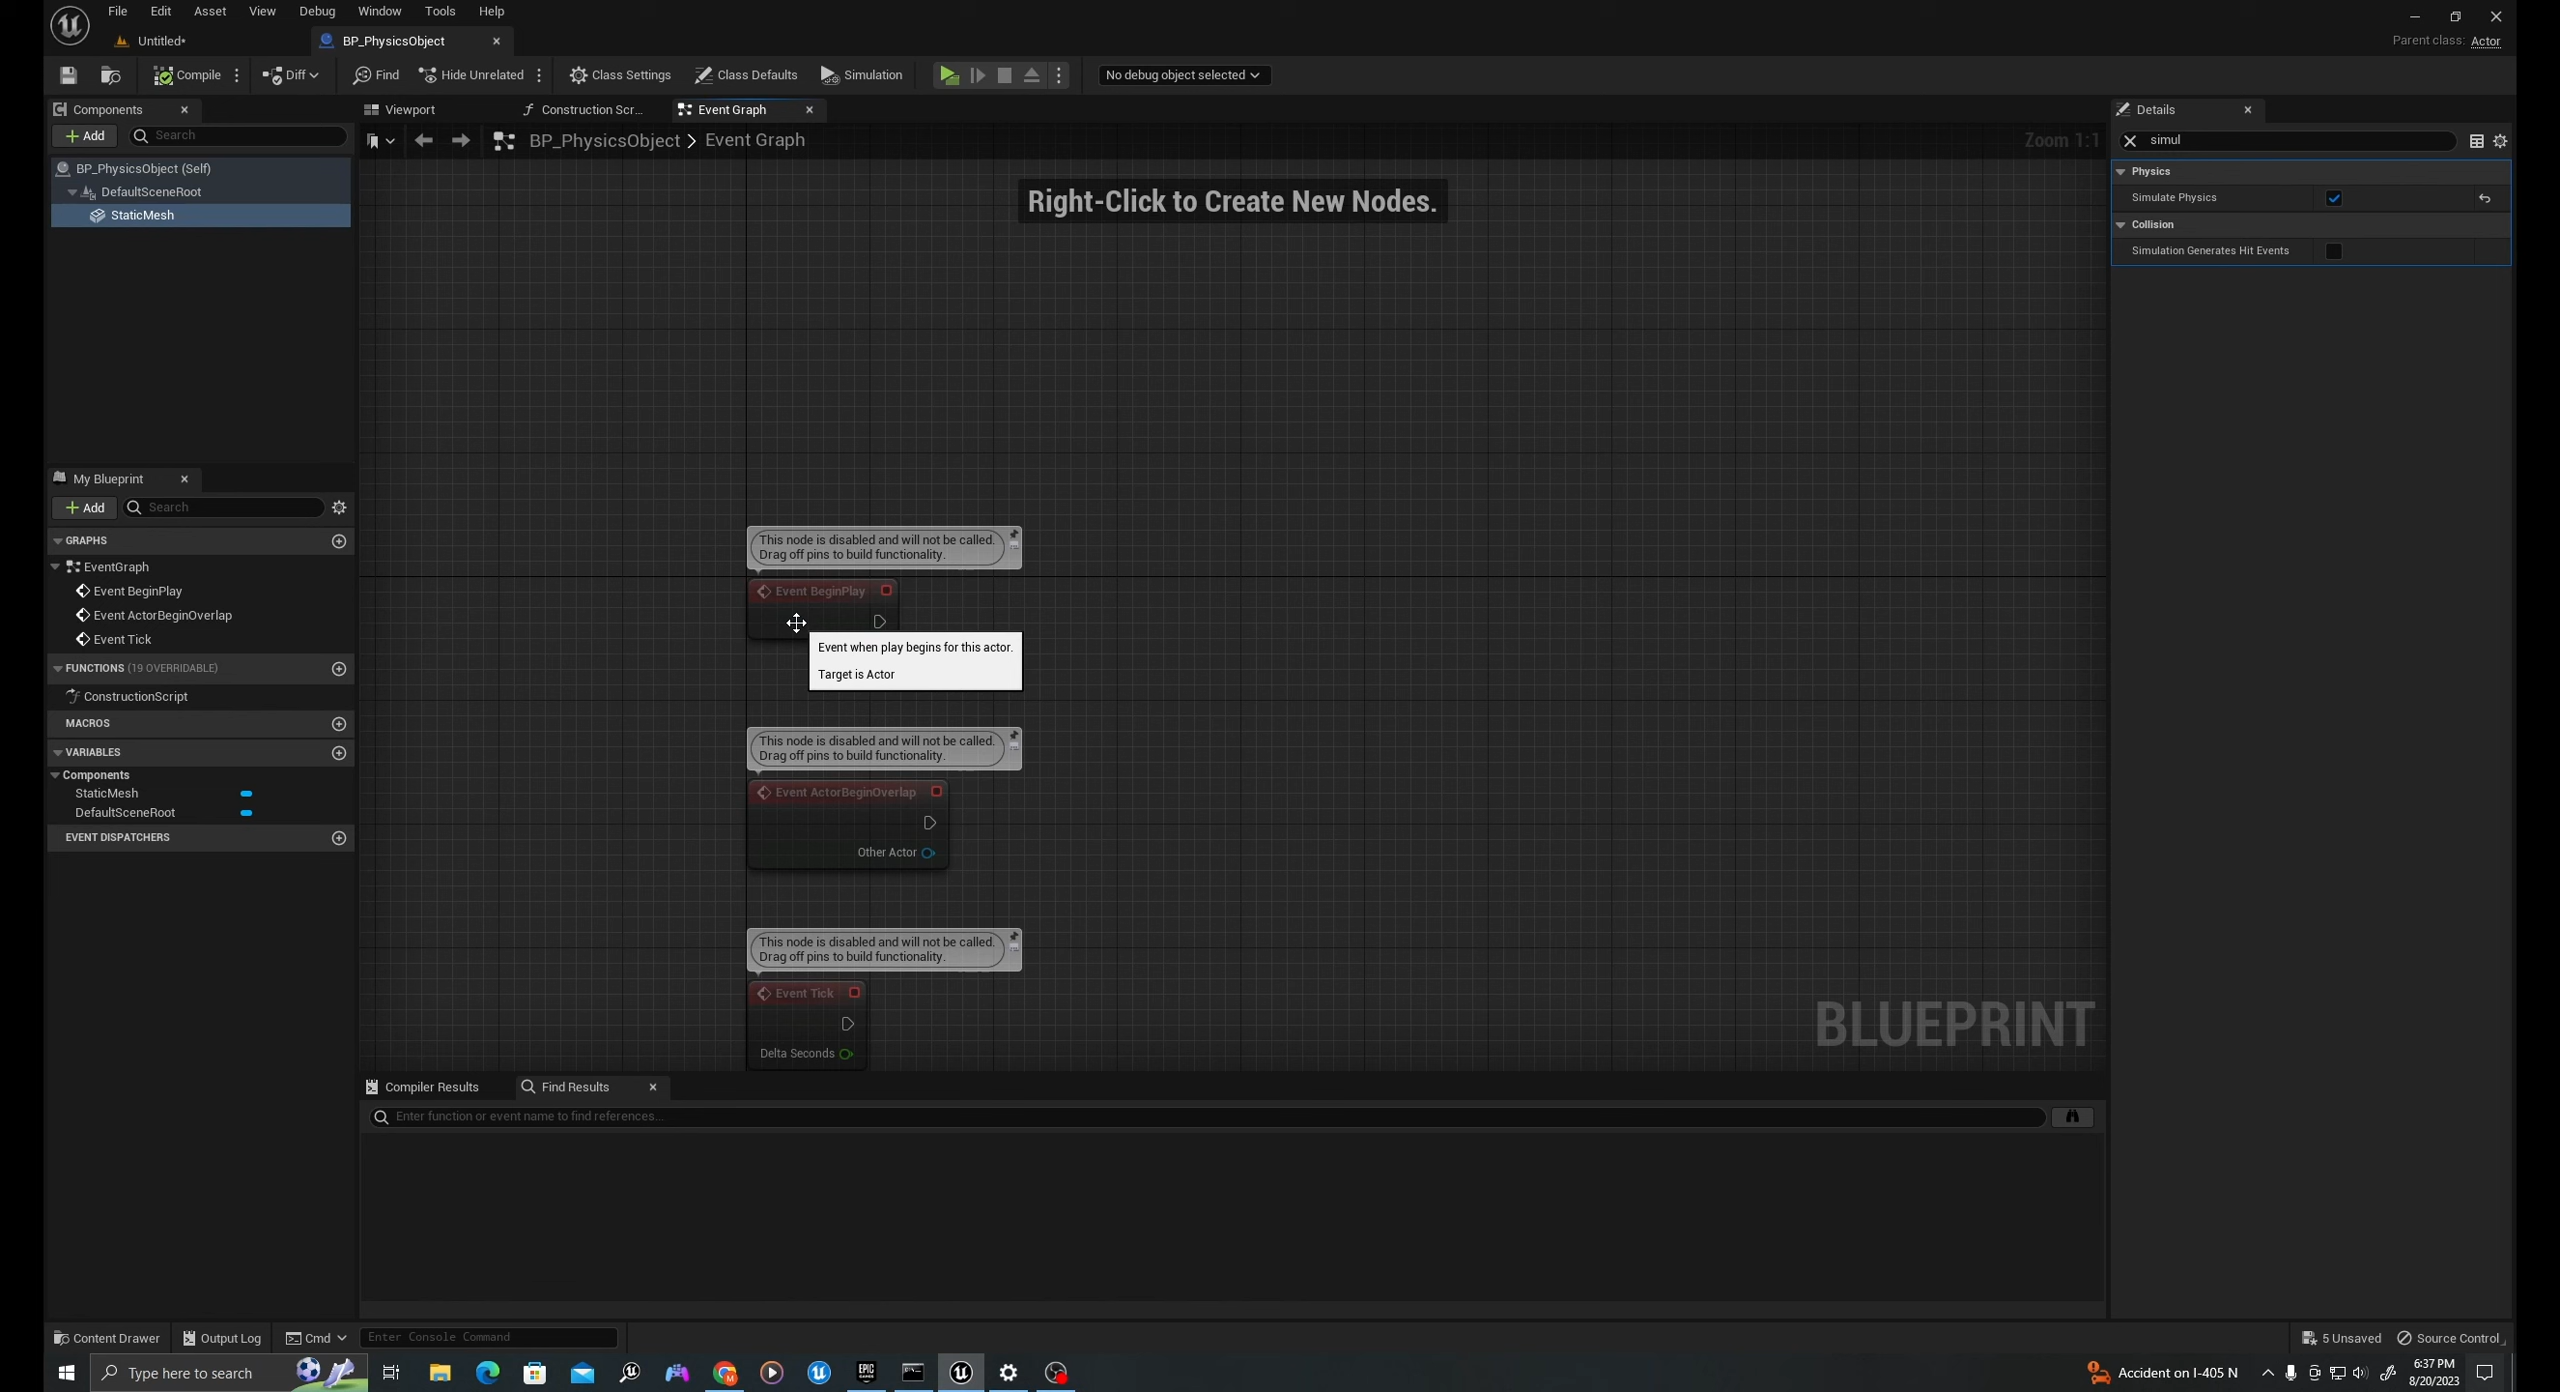 File Edit Asset View Debug Window Tools Help
Untitled*
BP_PhysicsObject
Parent class: Actor
Compile
Diff
Find
Hide Unrelated
Class Settings
Class Defaults
Simulation
No debug object selected
Components
Add
Search
BP_PhysicsObject (Self)
DefaultSceneRoot
StaticMesh
My Blueprint
Add
Search
GRAPHS
EventGraph
Event BeginPlay
Event ActorBeginOverlap
Event Tick
FUNCTIONS (19 OVERRIDABLE)
ConstructionScript
MACROS
VARIABLES
Components
StaticMesh
DefaultSceneRoot
EVENT DISPATCHERS
Viewport
Construction Scr...
Event Graph
BP_PhysicsObject > Event Graph
Zoom 1:1
Right-Click to Create New Nodes.
This node is disabled and will not be called.
Drag off pins to build functionality.
Event BeginPlay
Event when play begins for this actor.
Target is Actor
This node is disabled and will not be called.
Drag off pins to build functionality.
Event ActorBeginOverlap
Other Actor
This node is disabled and will not be called.
Drag off pins to build functionality.
Event Tick
Delta Seconds
BLUEPRINT
Compiler Results
Find Results
Enter function or event name to find references...
Details
simul
Physics
Simulate Physics
Collision
Simulation Generates Hit Events
Content Drawer
Output Log
Cmd
Enter Console Command
5 Unsaved
Source Control
Type here to search
EPIC
GAMES
Accident on I-405 N
6:37 PM
8/20/2023